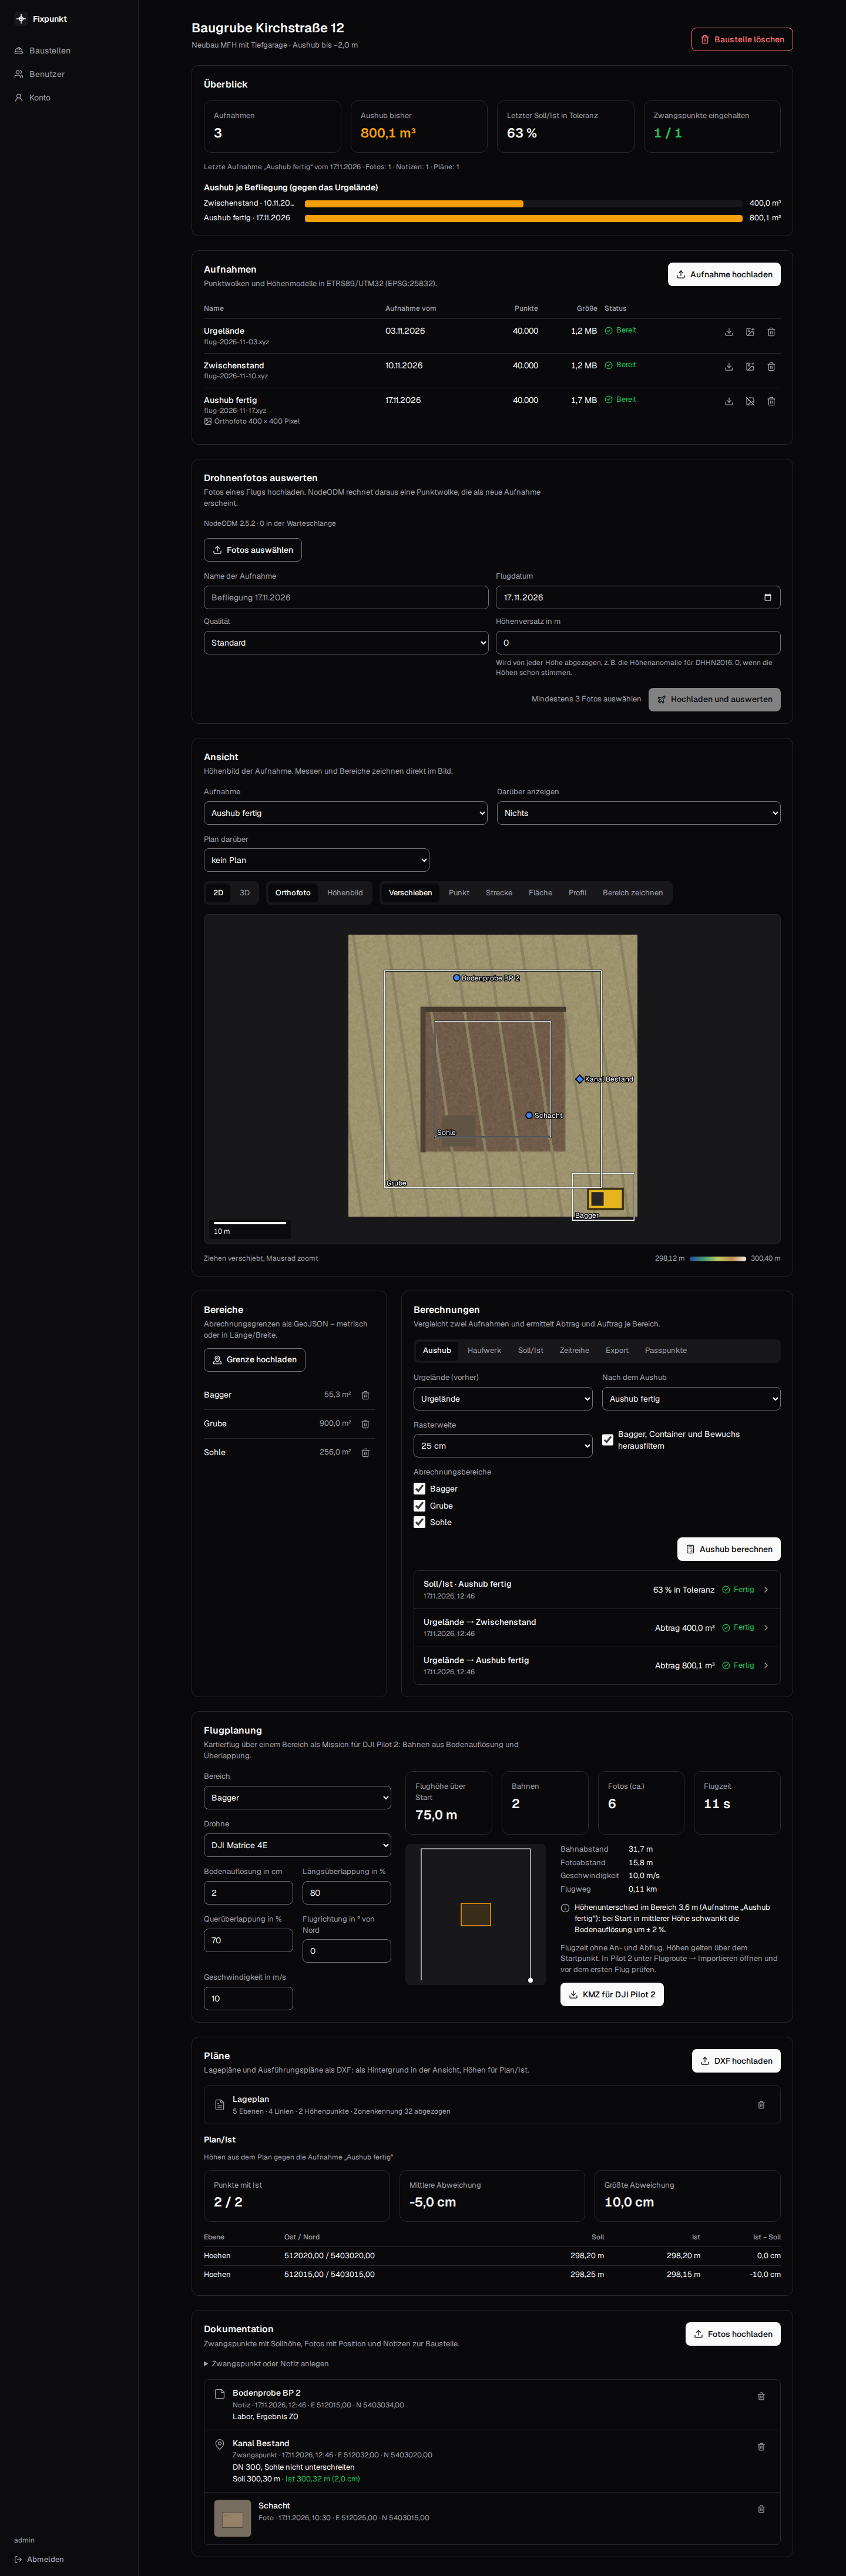 Fixpunkt
Baustellen
Benutzer
Konto
Baugrube Kirchstraße 12
Neubau MFH mit Tiefgarage · Aushub bis −2,0 m
Baustelle löschen
Überblick
Aufnahmen
3
Aushub bisher
800,1 m³
Letzter Soll/Ist in Toleranz
63 %
Zwangspunkte eingehalten
1 / 1
Letzte Aufnahme „Aushub fertig“ vom 17.11.2026 · Fotos: 1 · Notizen: 1 · Pläne: 1
Aushub je Befliegung (gegen das Urgelände)
Zwischenstand · 10.11.20... 400,0 m³
Aushub fertig · 17.11.2026 800,1 m³
Aufnahmen
Punktwolken und Höhenmodelle in ETRS89/UTM32 (EPSG:25832).
Aufnahme hochladen
Name Aufnahme vom Punkte Größe Status
Urgelände 03.11.2026 40.000 1,2 MB Bereit
flug-2026-11-03.xyz
Zwischenstand 10.11.2026 40.000 1,2 MB Bereit
flug-2026-11-10.xyz
Aushub fertig 17.11.2026 40.000 1,7 MB Bereit
flug-2026-11-17.xyz
Orthofoto 400 × 400 Pixel
Drohnenfotos auswerten
Fotos eines Flugs hochladen. NodeODM rechnet daraus eine Punktwolke, die als neue Aufnahme
erscheint.
NodeODM 2.5.2 · 0 in der Warteschlange
Fotos auswählen
Name der Aufnahme
Befliegung 17.11.2026
Flugdatum
17.11.2026
Qualität
Standard
Höhenversatz in m
0
Wird von jeder Höhe abgezogen, z. B. die Höhenanomalie für DHHN2016. 0, wenn die
Höhen schon stimmen.
Mindestens 3 Fotos auswählen
Hochladen und auswerten
Ansicht
Höhenbild der Aufnahme. Messen und Bereiche zeichnen direkt im Bild.
Aufnahme
Aushub fertig
Darüber anzeigen
Nichts
Plan darüber
kein Plan
2D 3D Orthofoto Höhenbild Verschieben Punkt Strecke Fläche Profil Bereich zeichnen
Bodenprobe BP 2
Kanal Bestand
Schacht
Sohle
Grube
Bagger
10 m
Ziehen verschiebt, Mausrad zoomt
298,12 m 300,40 m
Bereiche
Abrechnungsgrenzen als GeoJSON – metrisch
oder in Länge/Breite.
Grenze hochladen
Bagger 55,3 m²
Grube 900,0 m²
Sohle 256,0 m²
Berechnungen
Vergleicht zwei Aufnahmen und ermittelt Abtrag und Auftrag je Bereich.
Aushub Haufwerk Soll/Ist Zeitreihe Export Passpunkte
Urgelände (vorher)
Urgelände
Nach dem Aushub
Aushub fertig
Rasterweite
25 cm
Bagger, Container und Bewuchs
herausfiltern
Abrechnungsbereiche
Bagger
Grube
Sohle
Aushub berechnen
Soll/Ist · Aushub fertig 63 % in Toleranz Fertig
17.11.2026, 12:46
Urgelände → Zwischenstand Abtrag 400,0 m³ Fertig
17.11.2026, 12:46
Urgelände → Aushub fertig Abtrag 800,1 m³ Fertig
17.11.2026, 12:46
Flugplanung
Kartierflug über einem Bereich als Mission für DJI Pilot 2: Bahnen aus Bodenauflösung und
Überlappung.
Bereich
Bagger
Drohne
DJI Matrice 4E
Bodenauflösung in cm
2
Längsüberlappung in %
80
Querüberlappung in %
70
Flugrichtung in ° von
Nord
0
Geschwindigkeit in m/s
10
Flughöhe über
Start
75,0 m
Bahnen
2
Fotos (ca.)
6
Flugzeit
11 s
Bahnabstand 31,7 m
Fotoabstand 15,8 m
Geschwindigkeit 10,0 m/s
Flugweg 0,11 km
Höhenunterschied im Bereich 3,6 m (Aufnahme „Aushub
fertig“): bei Start in mittlerer Höhe schwankt die
Bodenauflösung um ± 2 %.
Flugzeit ohne An- und Abflug. Höhen gelten über dem
Startpunkt. In Pilot 2 unter Flugroute → Importieren öffnen und
vor dem ersten Flug prüfen.
KMZ für DJI Pilot 2
Pläne
Lagepläne und Ausführungspläne als DXF: als Hintergrund in der Ansicht, Höhen für Plan/Ist.
DXF hochladen
Lageplan
5 Ebenen · 4 Linien · 2 Höhenpunkte · Zonenkennung 32 abgezogen
Plan/Ist
Höhen aus dem Plan gegen die Aufnahme „Aushub fertig“
Punkte mit Ist
2 / 2
Mittlere Abweichung
-5,0 cm
Größte Abweichung
10,0 cm
Ebene Ost / Nord Soll Ist Ist − Soll
Hoehen 512020,00 / 5403020,00 298,20 m 298,20 m 0,0 cm
Hoehen 512015,00 / 5403015,00 298,25 m 298,15 m -10,0 cm
Dokumentation
Zwangspunkte mit Sollhöhe, Fotos mit Position und Notizen zur Baustelle.
Fotos hochladen
Zwangspunkt oder Notiz anlegen
Bodenprobe BP 2
Notiz · 17.11.2026, 12:46 · E 512015,00 · N 5403034,00
Labor, Ergebnis Z0
Kanal Bestand
Zwangspunkt · 17.11.2026, 12:46 · E 512032,00 · N 5403020,00
DN 300, Sohle nicht unterschreiten
Soll 300,30 m · Ist 300,32 m (2,0 cm)
Schacht
Foto · 17.11.2026, 10:30 · E 512025,00 · N 5403015,00
admin
Abmelden